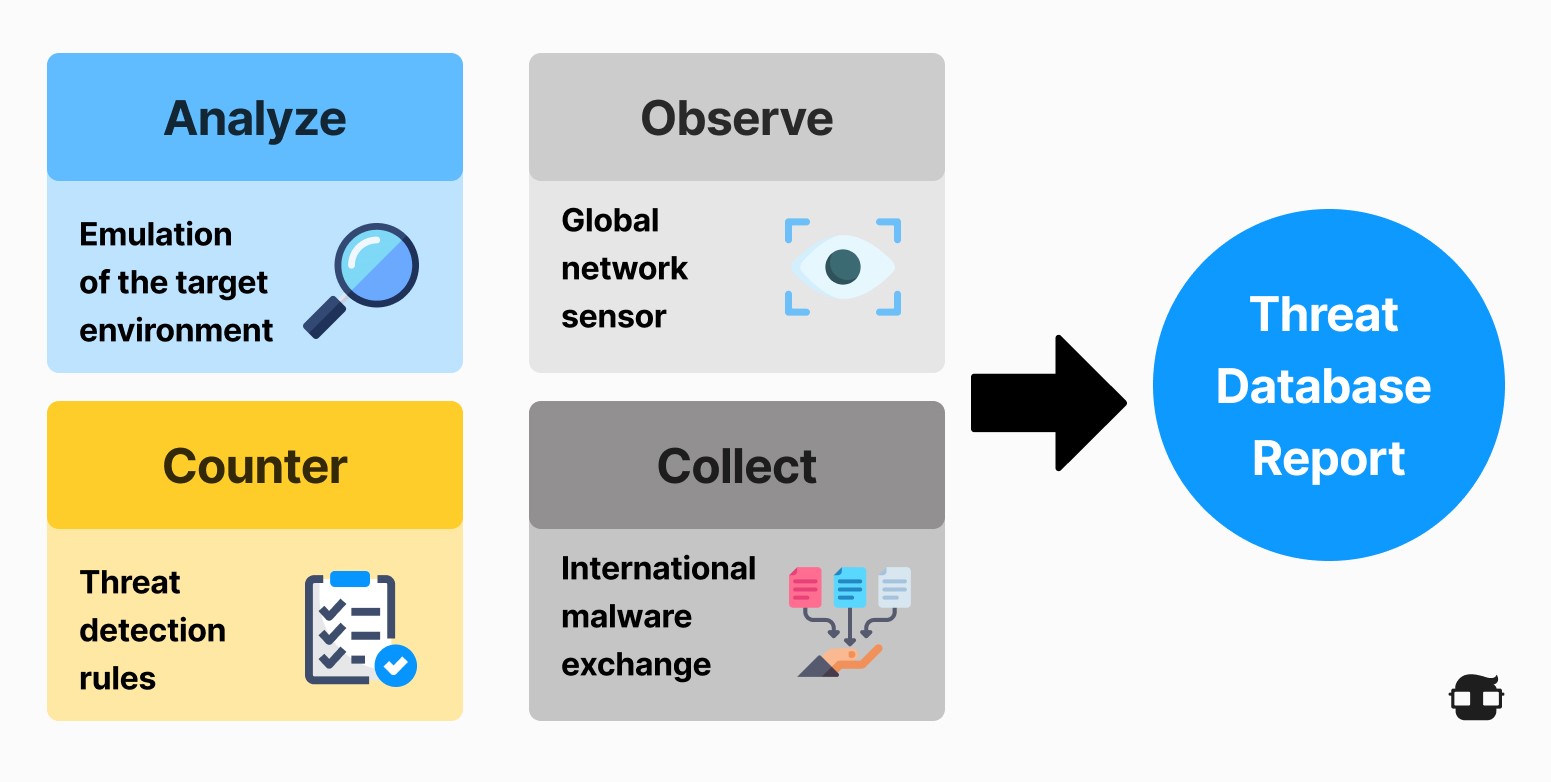 Analyze
Emulation
of the target
environment
Observe
Global
network
sensor
Counter
Threat
detection
rules
Collect
International
malware
exchange
Threat
Database
Report